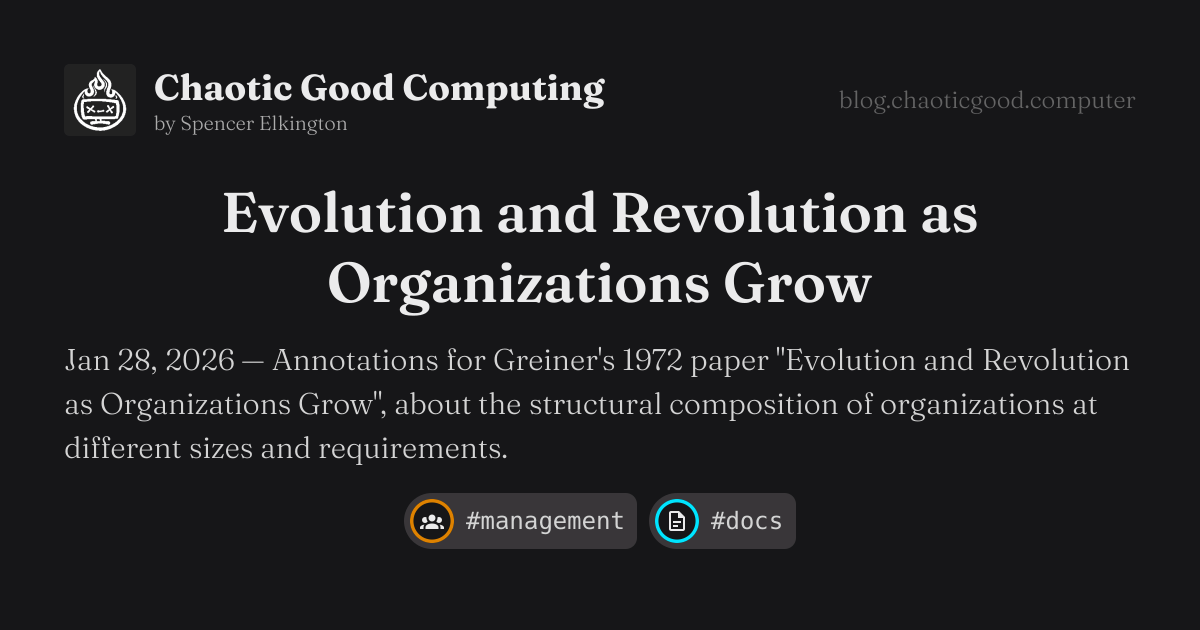 Chaotic Good Computing
by Spencer Elkington
blog.chaoticgood.computer
Evolution and Revolution as
Organizations Grow
Jan 28, 2026 — Annotations for Greiner's 1972 paper "Evolution and Revolution
as Organizations Grow", about the structural composition of organizations at
different sizes and requirements.
#management
#docs